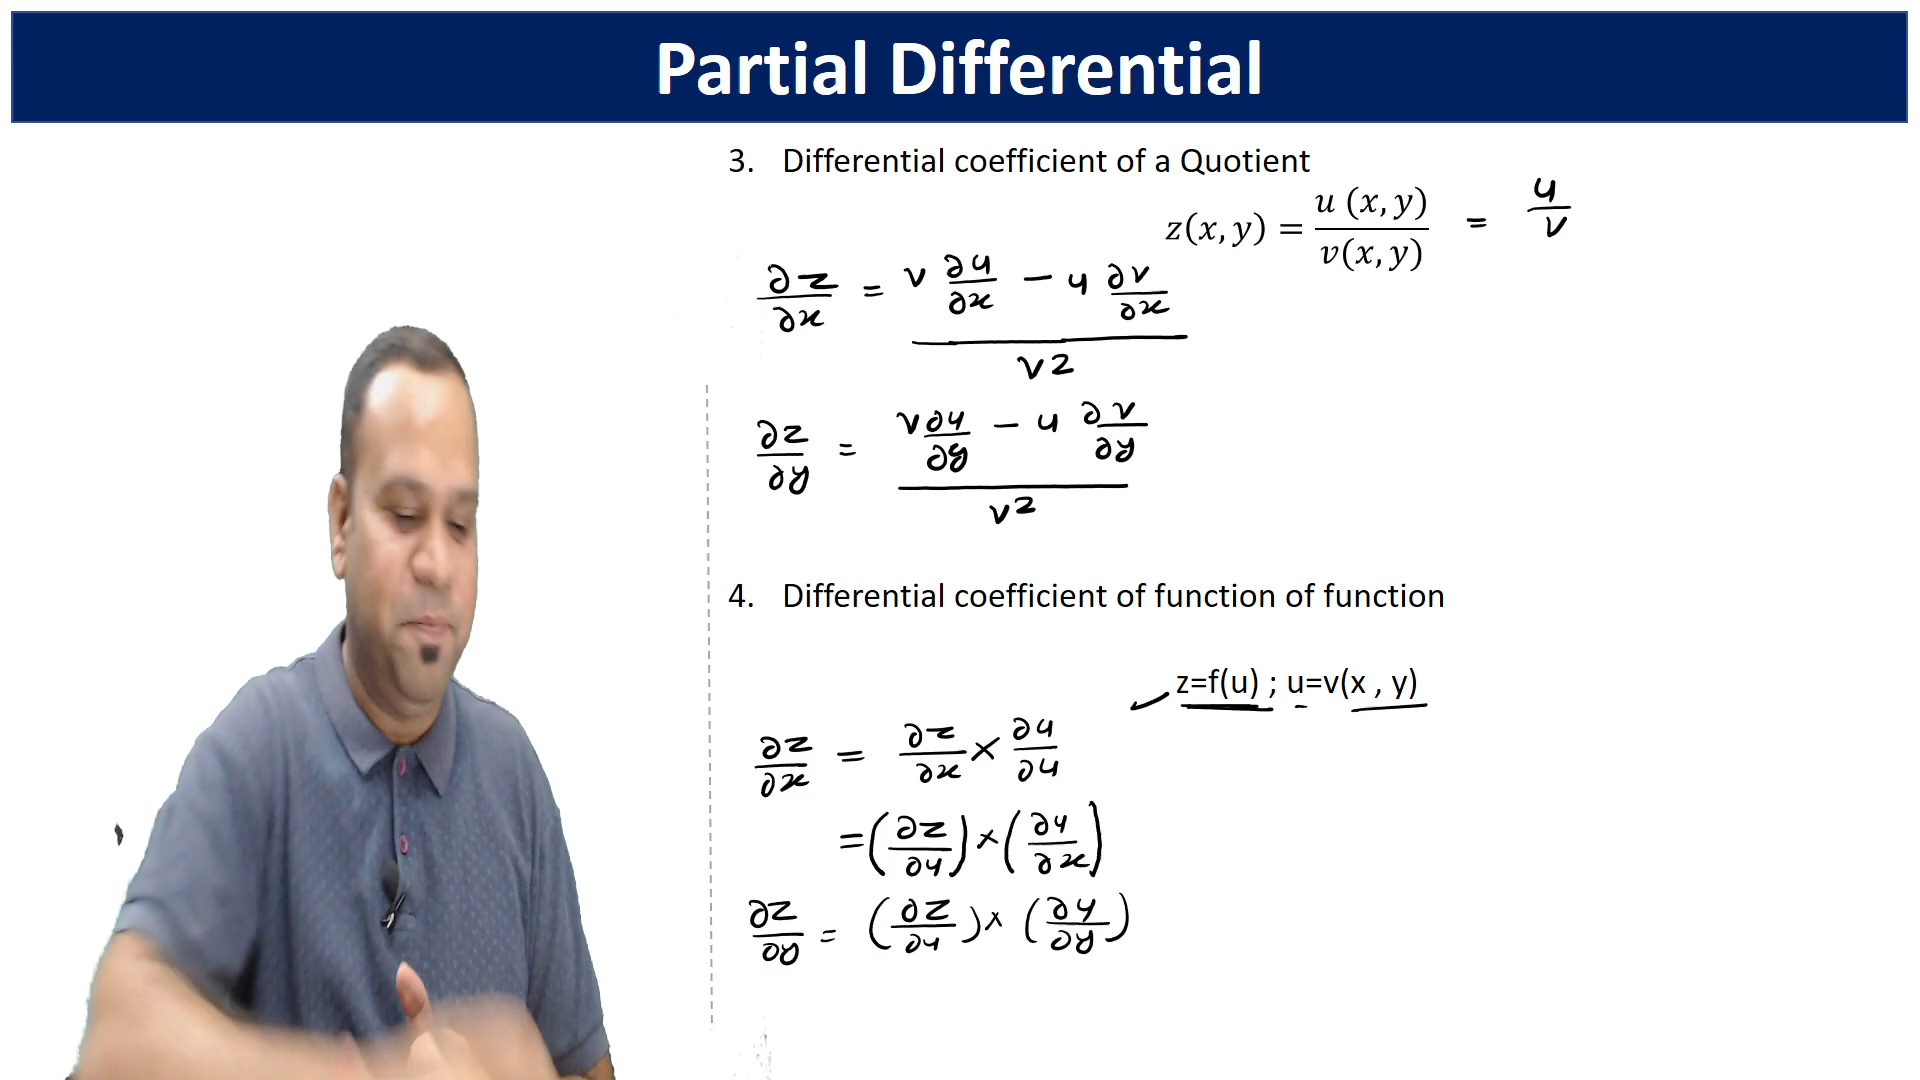 Partial Differential
3. Differential coefficient of a Quotient
z(x, y) = u (x, y) / v(x, y) = u / v
∂z/∂x = (v ∂u/∂x − u ∂v/∂x) / v2
∂z/∂y = (v ∂u/∂y − u ∂v/∂y) / v²
4. Differential coefficient of function of function
z=f(u) ; u=v(x , y)
∂z/∂x = ∂z/∂x × ∂u/∂u
= (∂z/∂u) × (∂u/∂x)
∂z/∂y = (∂z/∂u) × (∂u/∂y)